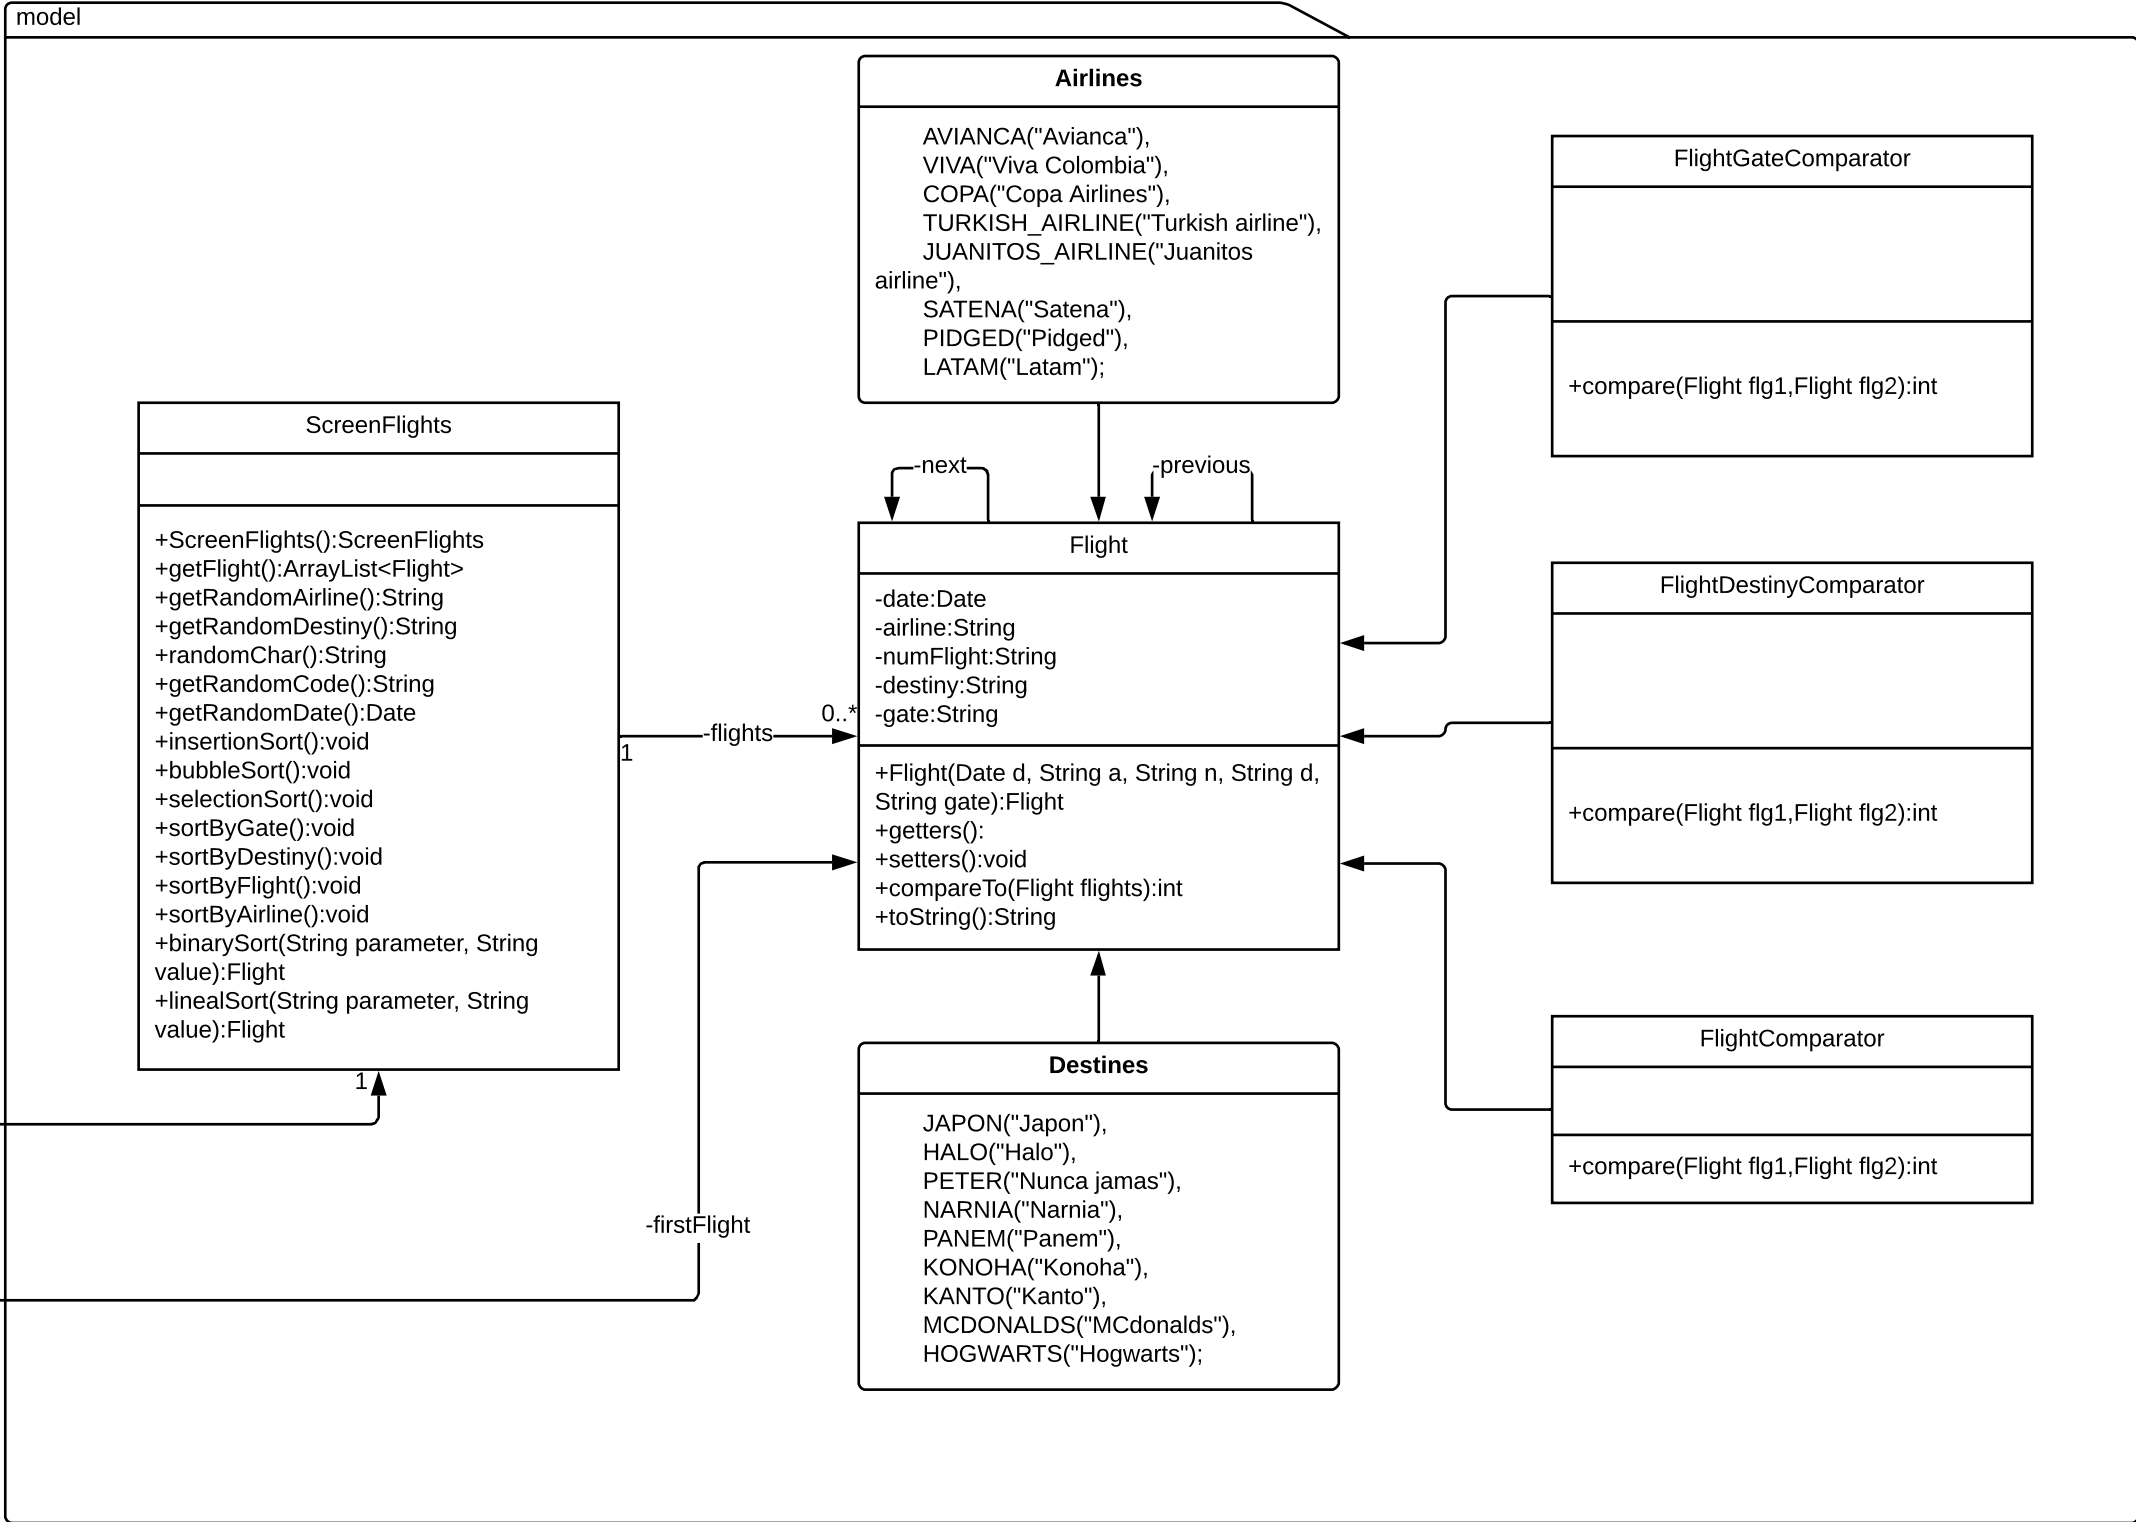 model
Airlines
AVIANCA("Avianca"),
VIVA("Viva Colombia"),
COPA("Copa Airlines"),
TURKISH_AIRLINE("Turkish airline"),
JUANITOS_AIRLINE("Juanitos
airline"),
SATENA("Satena"),
PIDGED("Pidged"),
LATAM("Latam");
FlightGateComparator
+compare(Flight flg1,Flight flg2):int
ScreenFlights
+ScreenFlights():ScreenFlights
+getFlight():ArrayList<Flight>
+getRandomAirline():String
+getRandomDestiny():String
+randomChar():String
+getRandomCode():String
+getRandomDate():Date
+insertionSort():void
+bubbleSort():void
+selectionSort():void
+sortByGate():void
+sortByDestiny():void
+sortByFlight():void
+sortByAirline():void
+binarySort(String parameter, String
value):Flight
+linealSort(String parameter, String
value):Flight
1
-flights
0..*
1
-next
-previous
Flight
-date:Date
-airline:String
-numFlight:String
-destiny:String
-gate:String
+Flight(Date d, String a, String n, String d,
String gate):Flight
+getters():
+setters():void
+compareTo(Flight flights):int
+toString():String
FlightDestinyComparator
+compare(Flight flg1,Flight flg2):int
-firstFlight
Destines
JAPON("Japon"),
HALO("Halo"),
PETER("Nunca jamas"),
NARNIA("Narnia"),
PANEM("Panem"),
KONOHA("Konoha"),
KANTO("Kanto"),
MCDONALDS("MCdonalds"),
HOGWARTS("Hogwarts");
FlightComparator
+compare(Flight flg1,Flight flg2):int